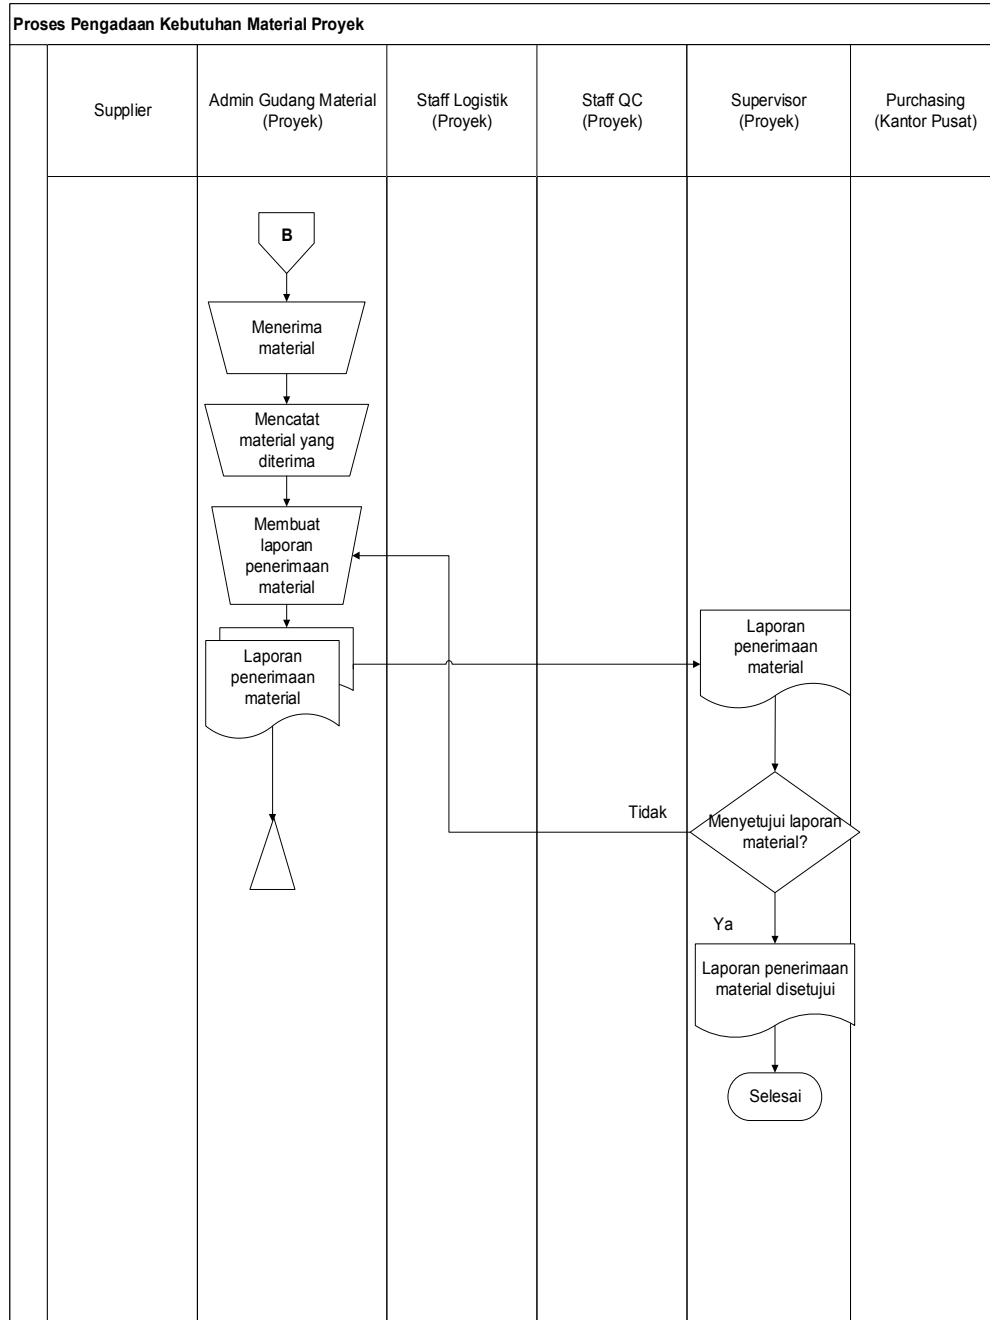 Proses Pengadaan Kebutuhan Material Proyek
Supplier
Admin Gudang Material
(Proyek)
Staff Logistik
(Proyek)
Staff QC
(Proyek)
Supervisor
(Proyek)
Purchasing
(Kantor Pusat)
B
Menerima
material
Mencatat
material yang
diterima
Membuat
laporan
penerimaan
material
Laporan
penerimaan
material
Laporan
penerimaan
material
Tidak
Menyetujui laporan
material?
Ya
Laporan penerimaan
material disetujui
Selesai